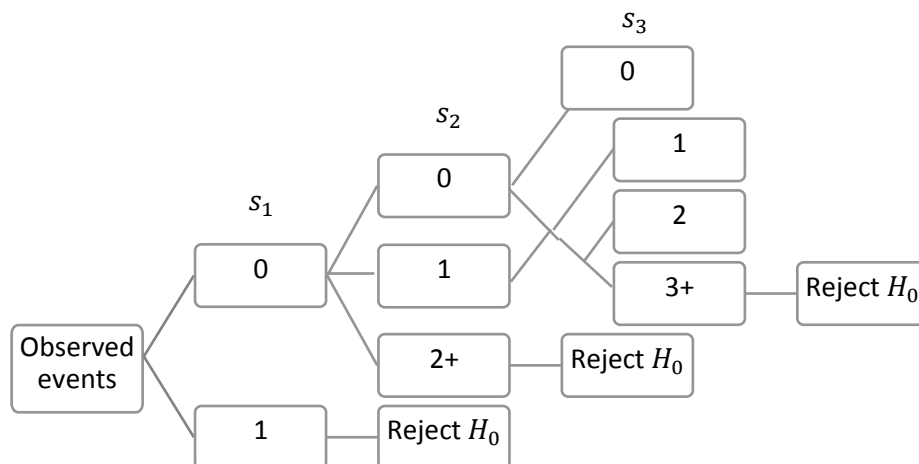 s₃
0
s₂
1
0
s₁
2
0
1
3+
Reject H₀
Observed
events
2+
Reject H₀
1
Reject H₀